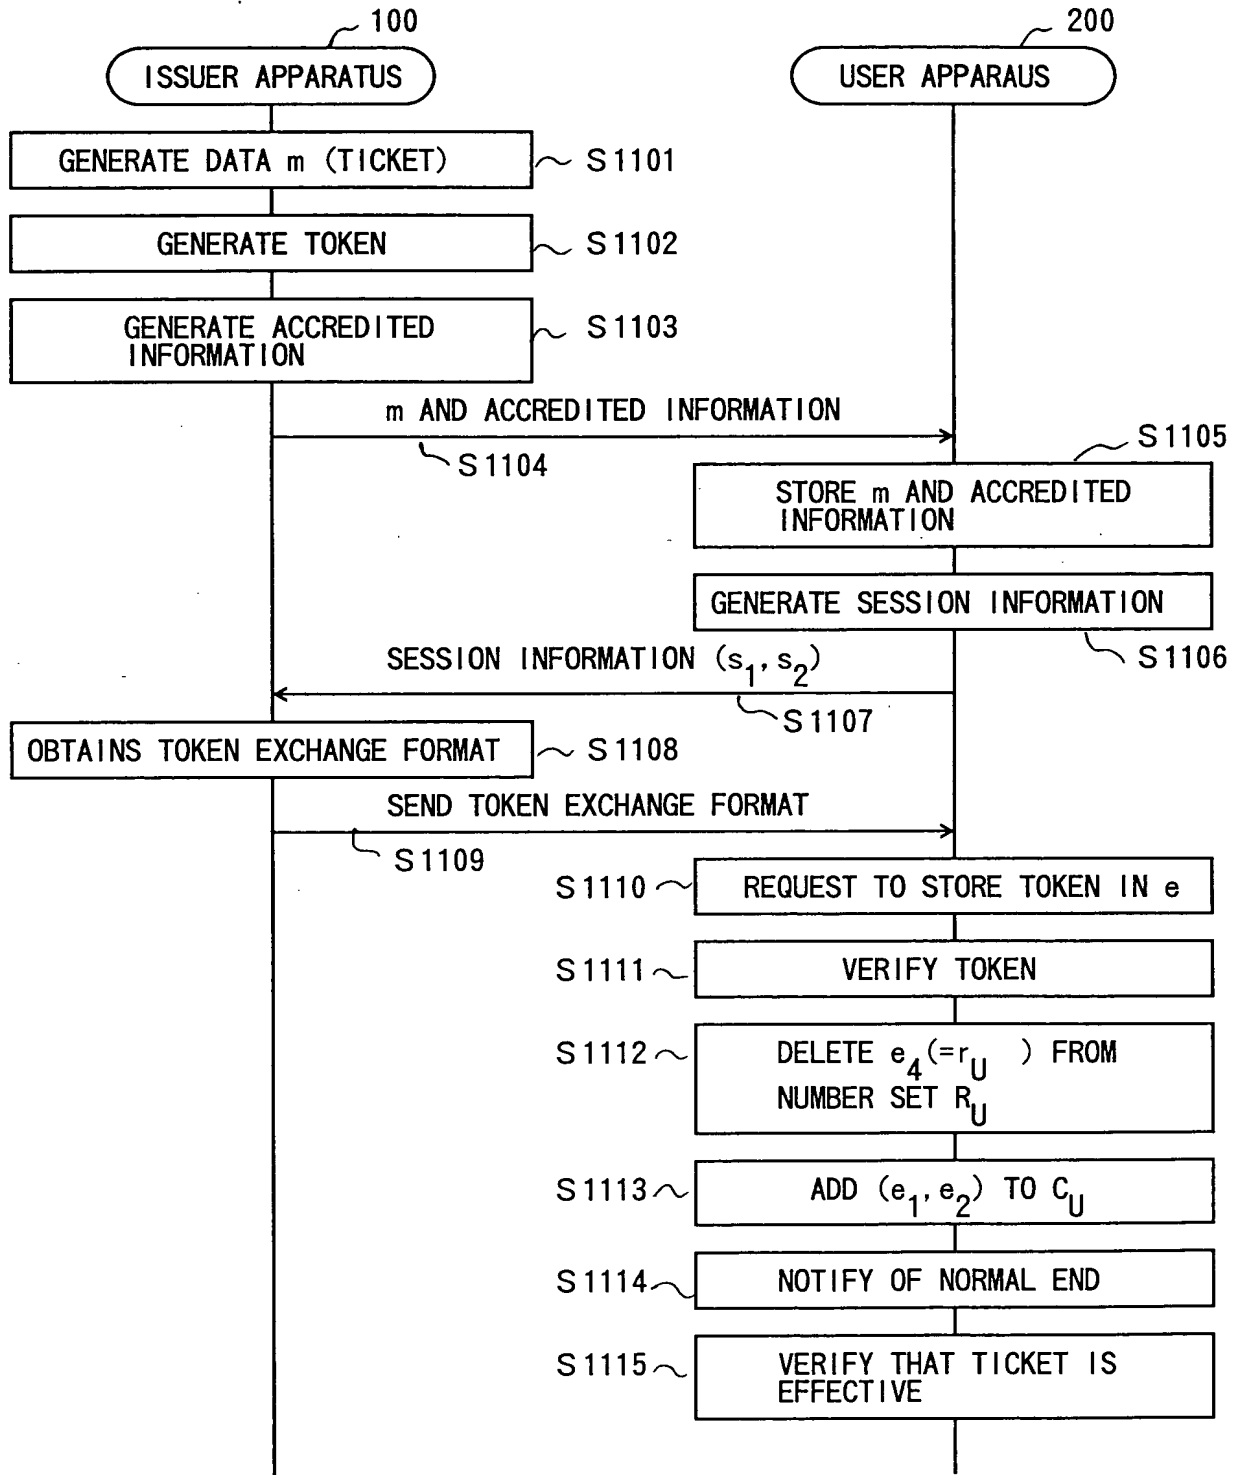 100
200
ISSUER APPARATUS
USER APPARAUS
GENERATE DATA m (TICKET)
S1101
GENERATE TOKEN
S1102
GENERATE ACCREDITED
INFORMATION
S1103
m AND ACCREDITED INFORMATION
S1104
S1105
STORE m AND ACCREDITED
INFORMATION
GENERATE SESSION INFORMATION
S1106
SESSION INFORMATION (s1, s2)
S1107
OBTAINS TOKEN EXCHANGE FORMAT
S1108
SEND TOKEN EXCHANGE FORMAT
S1109
S1110
REQUEST TO STORE TOKEN IN e
S1111
VERIFY TOKEN
S1112
DELETE e4(=rU ) FROM
NUMBER SET RU
S1113
ADD (e1, e2) TO CU
S1114
NOTIFY OF NORMAL END
S1115
VERIFY THAT TICKET IS
EFFECTIVE